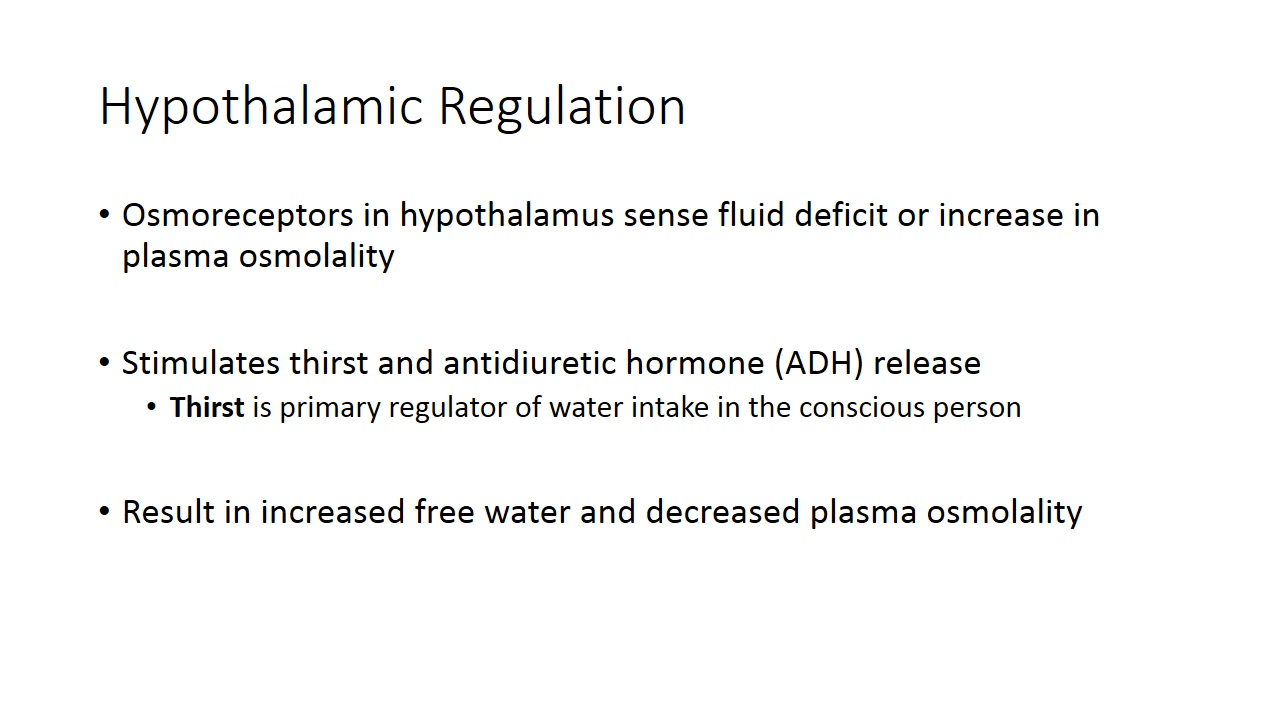 Hypothalamic Regulation
• Osmoreceptors in hypothalamus sense fluid deficit or increase in
plasma osmolality
• Stimulates thirst and antidiuretic hormone (ADH) release
• Thirst is primary regulator of water intake in the conscious person
• Result in increased free water and decreased plasma osmolality